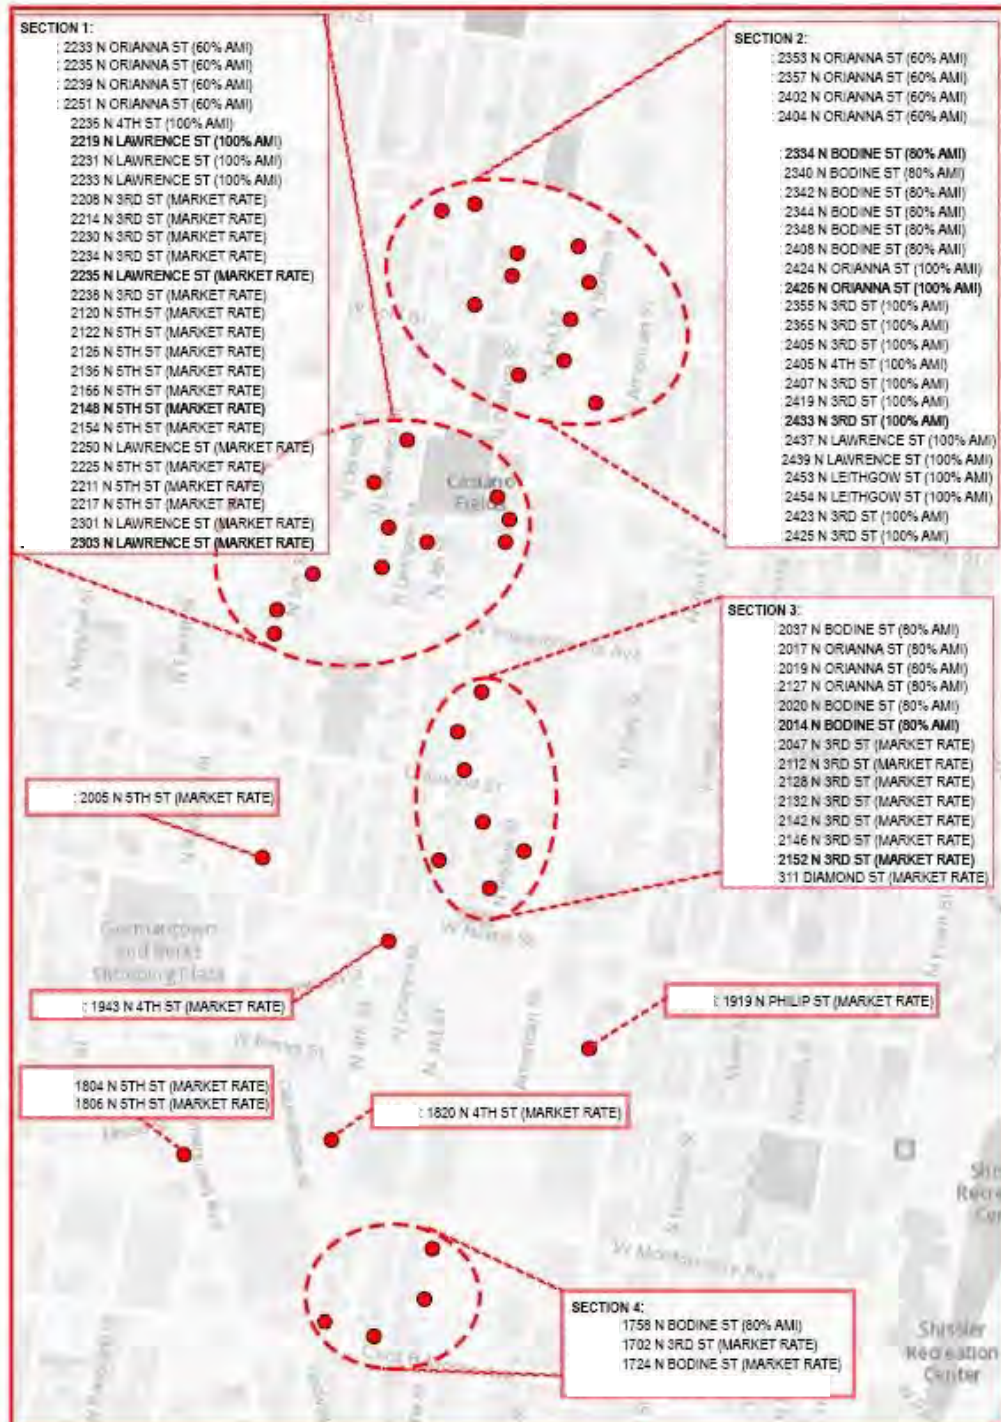 SECTION 1:
: 2233 N ORIANNA ST (60% AMI)
: 2235 N ORIANNA ST (60% AMI)
: 2239 N ORIANNA ST (60% AMI)
: 2251 N ORIANNA ST (60% AMI)
2235 N 4TH ST (100% AMI)
2219 N LAWRENCE ST (100% AMI)
2231 N LAWRENCE ST (100% AMI)
2233 N LAWRENCE ST (100% AMI)
2208 N 3RD ST (MARKET RATE)
2214 N 3RD ST (MARKET RATE)
2230 N 3RD ST (MARKET RATE)
2234 N 3RD ST (MARKET RATE)
2235 N LAWRENCE ST (MARKET RATE)
2236 N 3RD ST (MARKET RATE)
2120 N 5TH ST (MARKET RATE)
2122 N 5TH ST (MARKET RATE)
2126 N 5TH ST (MARKET RATE)
2136 N 5TH ST (MARKET RATE)
2166 N 5TH ST (MARKET RATE)
2148 N 5TH ST (MARKET RATE)
2154 N 5TH ST (MARKET RATE)
2250 N LAWRENCE ST (MARKET RATE)
2225 N 5TH ST (MARKET RATE)
2211 N 5TH ST (MARKET RATE)
2217 N 5TH ST (MARKET RATE)
2301 N LAWRENCE ST (MARKET RATE)
2303 N LAWRENCE ST (MARKET RATE)
SECTION 2:
: 2353 N ORIANNA ST (60% AMI)
: 2357 N ORIANNA ST (60% AMI)
: 2402 N ORIANNA ST (60% AMI)
: 2404 N ORIANNA ST (60% AMI)
: 2334 N BODINE ST (80% AMI)
: 2340 N BODINE ST (80% AMI)
: 2342 N BODINE ST (80% AMI)
: 2344 N BODINE ST (80% AMI)
: 2348 N BODINE ST (80% AMI)
: 2408 N BODINE ST (80% AMI)
: 2424 N ORIANNA ST (100% AMI)
: 2426 N ORIANNA ST (100% AMI)
: 2355 N 3RD ST (100% AMI)
: 2365 N 3RD ST (100% AMI)
: 2405 N 3RD ST (100% AMI)
: 2405 N 4TH ST (100% AMI)
: 2407 N 3RD ST (100% AMI)
: 2419 N 3RD ST (100% AMI)
: 2433 N 3RD ST (100% AMI)
: 2437 N LAWRENCE ST (100% AMI)
2439 N LAWRENCE ST (100% AMI)
: 2453 N LEITHGOW ST (100% AMI)
: 2454 N LEITHGOW ST (100% AMI)
: 2423 N 3RD ST (100% AMI)
: 2425 N 3RD ST (100% AMI)
American St
Fields
SECTION 3:
: 2037 N BODINE ST (80% AMI)
: 2017 N ORIANNA ST (80% AMI)
: 2019 N ORIANNA ST (80% AMI)
: 2127 N ORIANNA ST (80% AMI)
: 2020 N BODINE ST (80% AMI)
: 2014 N BODINE ST (80% AMI)
: 2047 N 3RD ST (MARKET RATE)
: 2112 N 3RD ST (MARKET RATE)
: 2128 N 3RD ST (MARKET RATE)
: 2132 N 3RD ST (MARKET RATE)
: 2142 N 3RD ST (MARKET RATE)
: 2146 N 3RD ST (MARKET RATE)
: 2152 N 3RD ST (MARKET RATE)
311 DIAMOND ST (MARKET RATE)
: 2005 N 5TH ST (MARKET RATE)
Germantown
and Berks
Shopping Plaza
W Norris St
: 1943 N 4TH ST (MARKET RATE)
: 1919 N PHILIP ST (MARKET RATE)
W Berks St
American St
1804 N 5TH ST (MARKET RATE)
1806 N 5TH ST (MARKET RATE)
: 1820 N 4TH ST (MARKET RATE)
W Montgomery Ave
SECTION 4:
1758 N BODINE ST (80% AMI)
1702 N 3RD ST (MARKET RATE)
1724 N BODINE ST (MARKET RATE)
Shissler
Recreation
Center